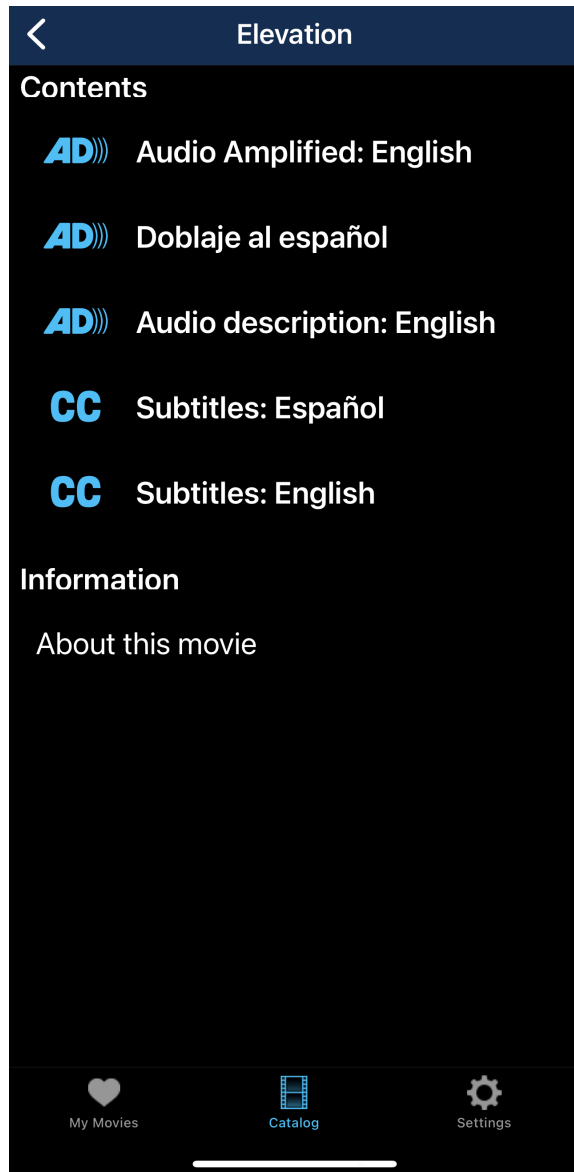 Elevation
Contents
AD Audio Amplified: English
AD Doblaje al español
AD Audio description: English
CC Subtitles: Español
CC Subtitles: English
Information
About this movie
My Movies Catalog Settings